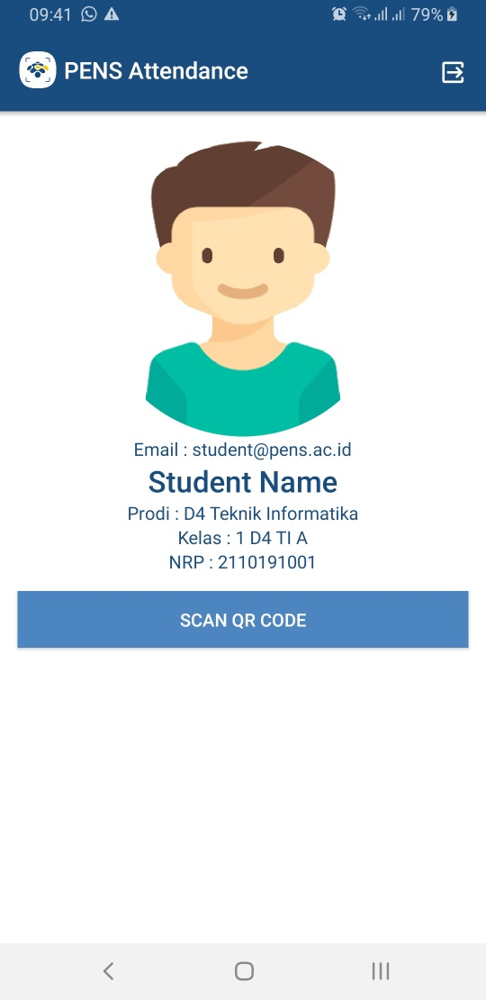 09:41
79%
PENS Attendance
Email : student@pens.ac.id
Student Name
Prodi : D4 Teknik Informatika
Kelas : 1 D4 TI A
NRP : 2110191001
SCAN QR CODE